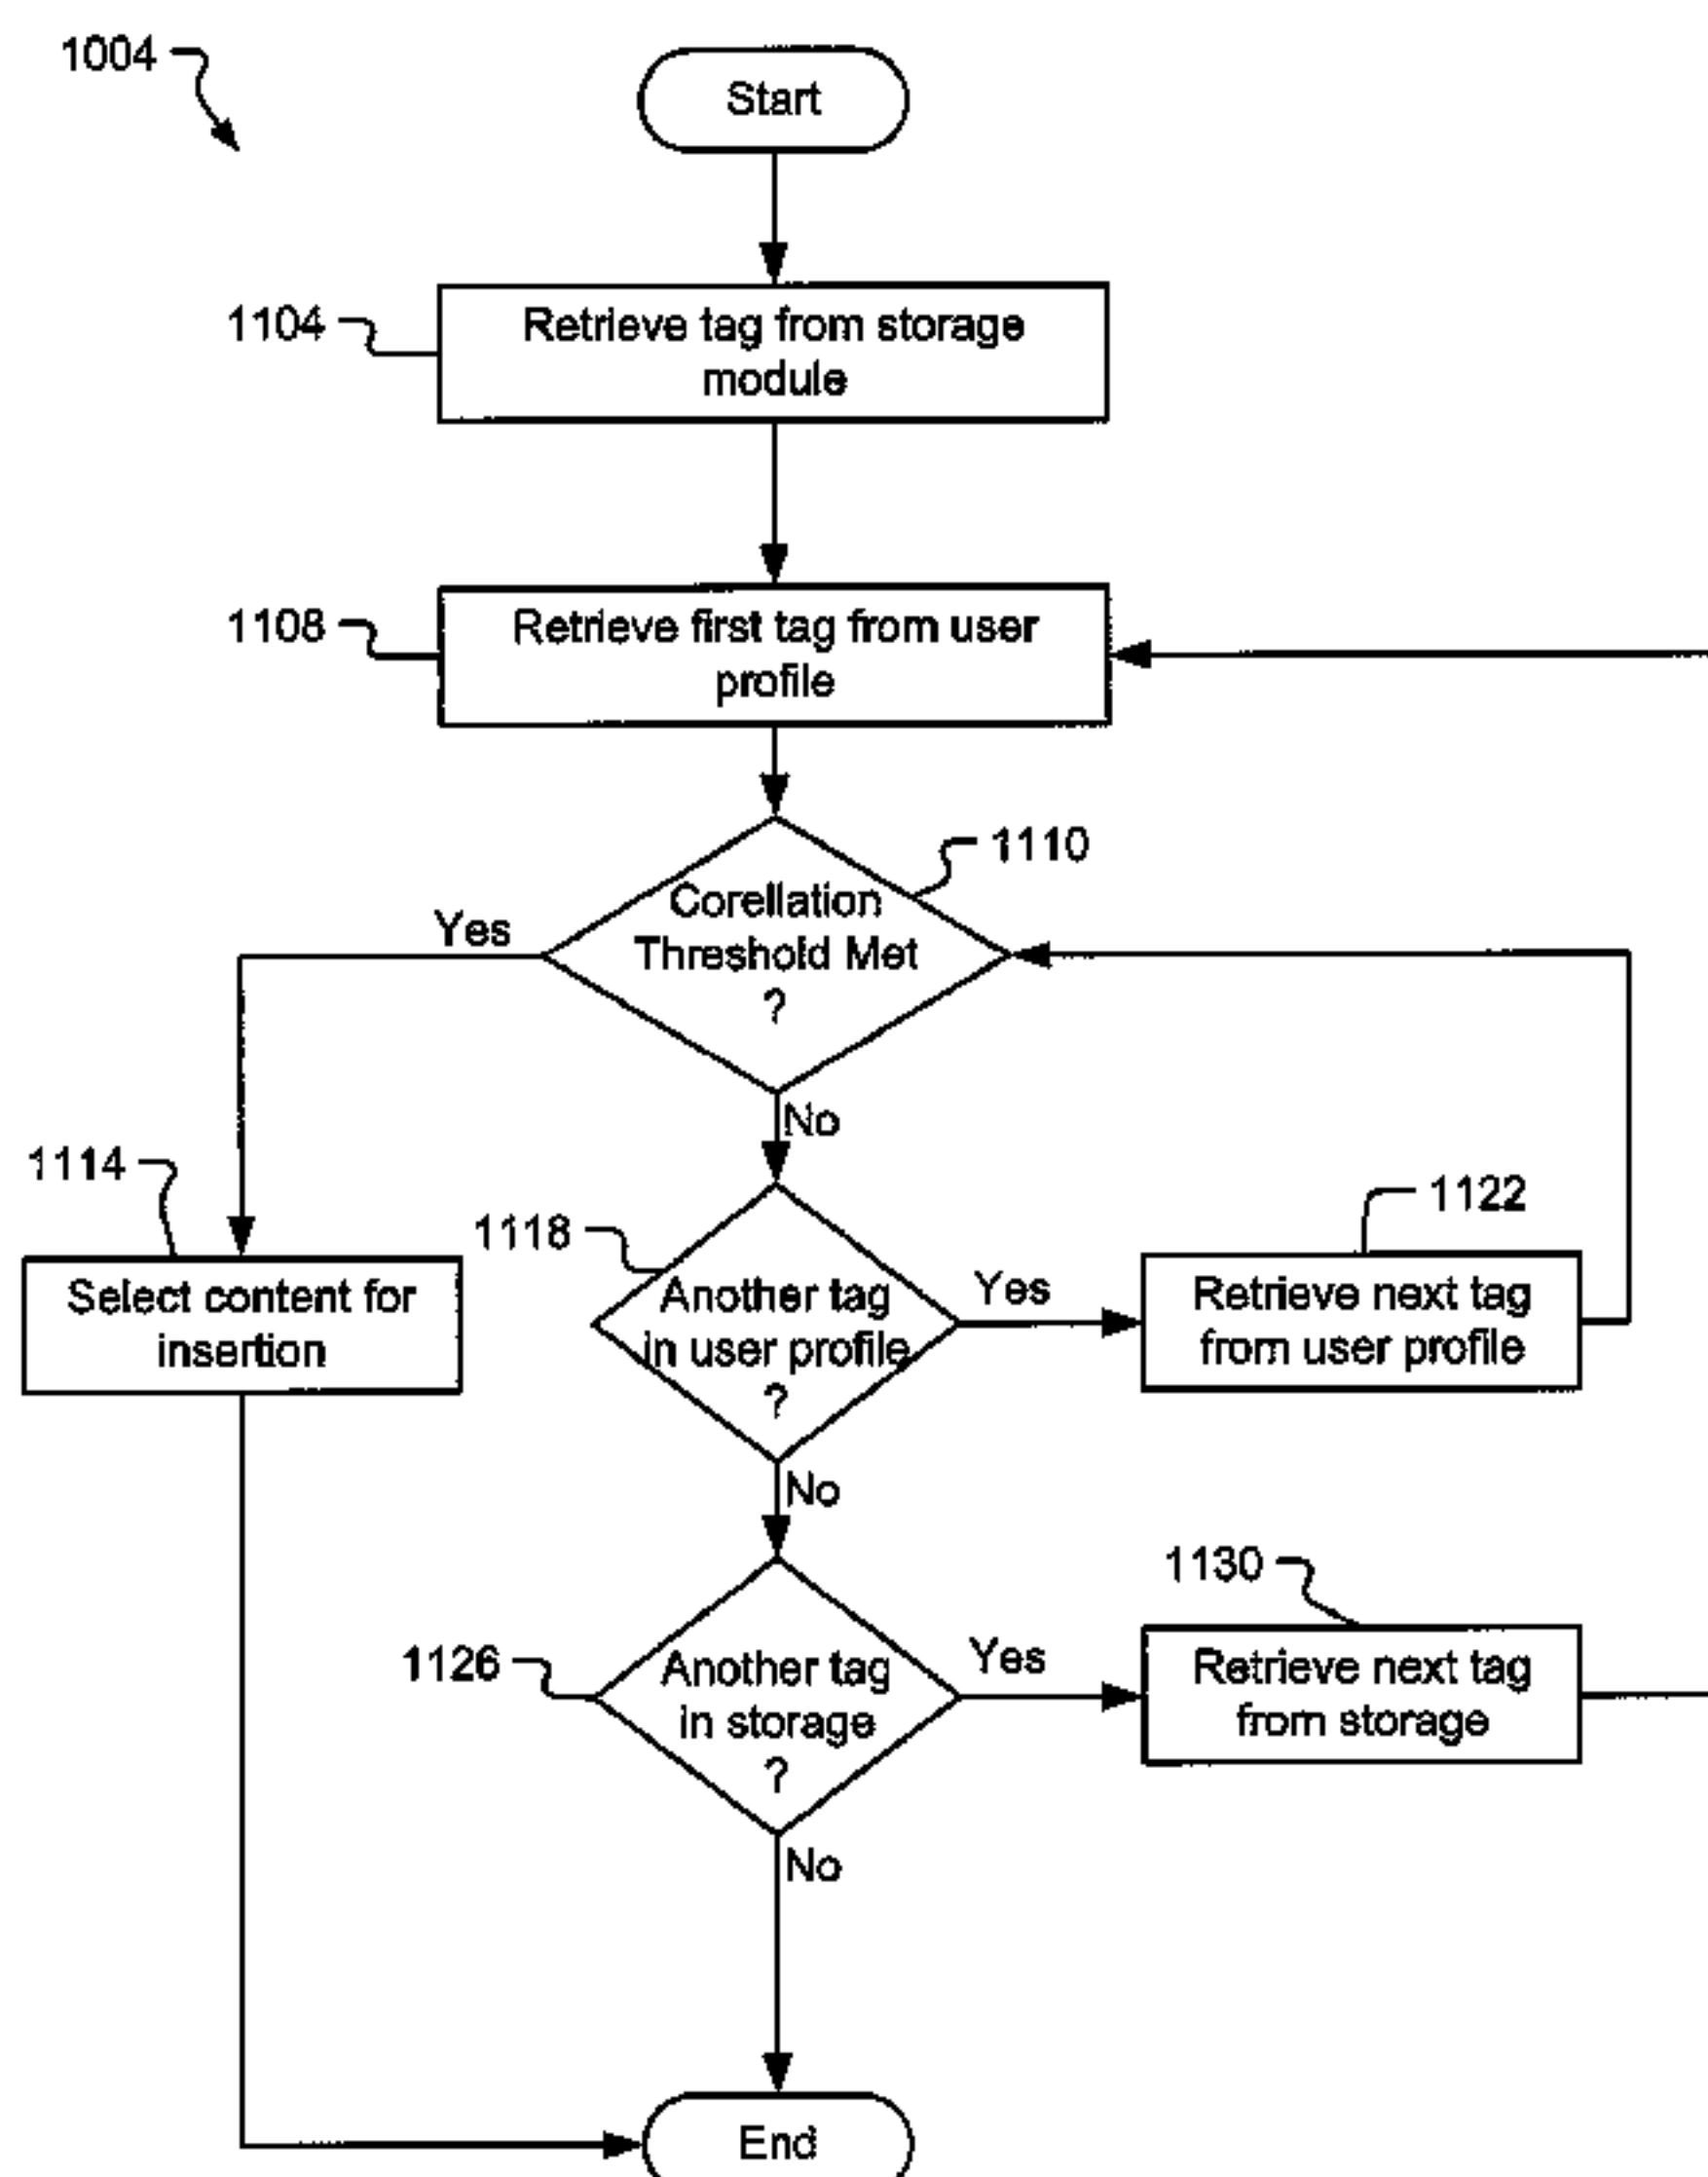 1004
Start
1104
Retrieve tag from storage
module
1108
Retrieve first tag from user
profile
1110
Corellation
Threshold Met
?
Yes
No
1114
Select content for
insertion
1118
Another tag
in user profile
?
Yes
1122
Retrieve next tag
from user profile
No
1126
Another tag
in storage
?
Yes
1130
Retrieve next tag
from storage
No
End